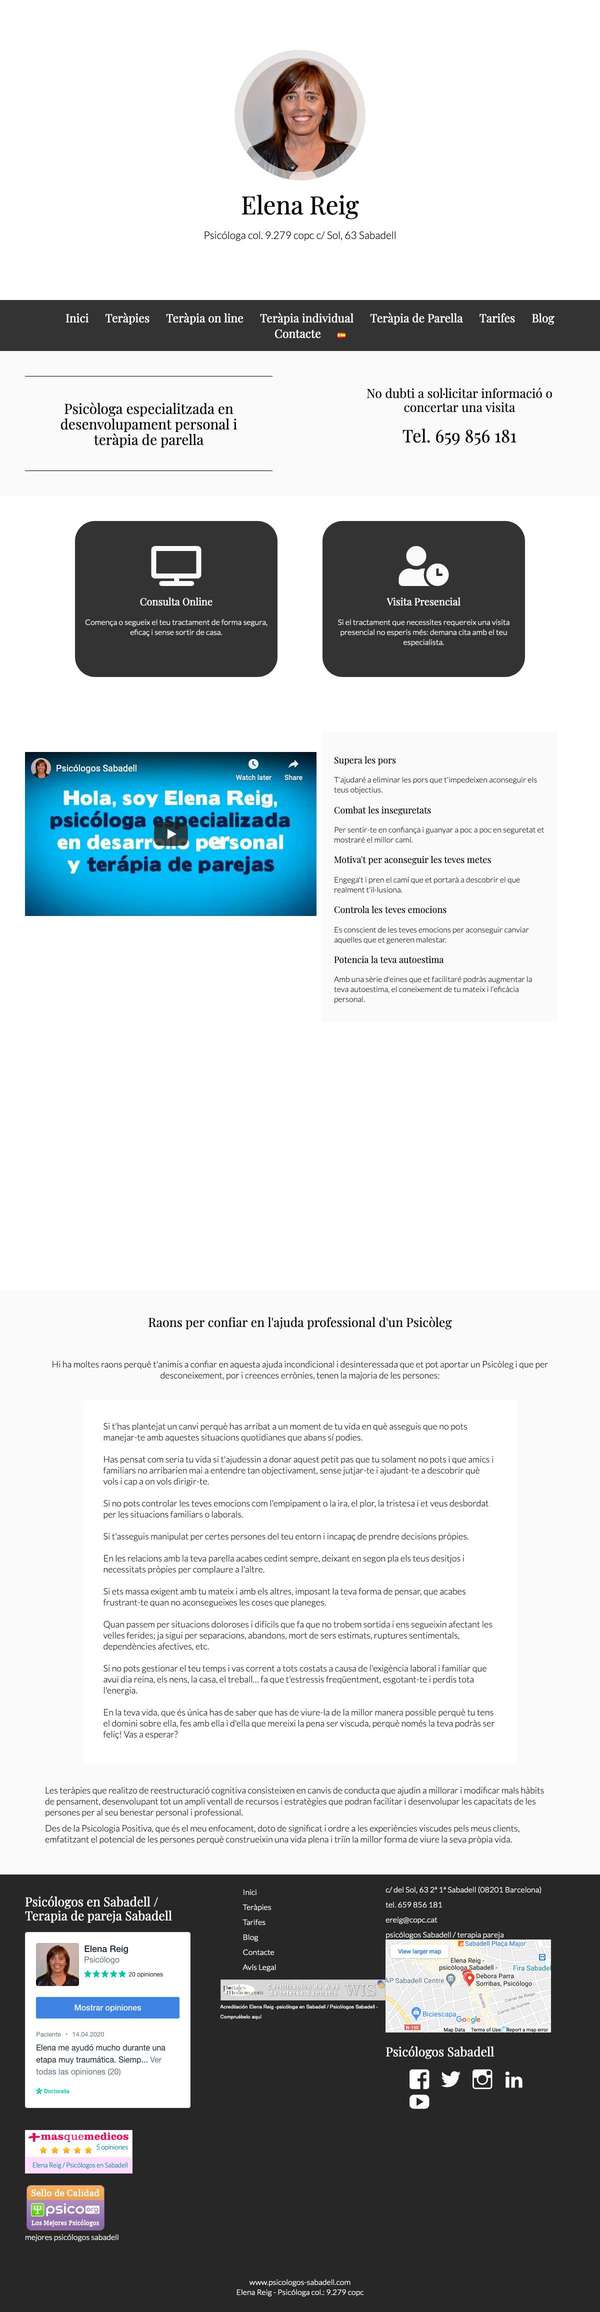 Elena Reig
Psicóloga col. 9.279 copc c/ Sol, 63 Sabadell
Inici Teràpies Teràpia on line Teràpia individual Teràpia de Parella Tarifes Blog
Contacte
Psicòloga especialitzada en
desenvolupament personal i
teràpia de parella
No dubti a sol·licitar informació o
concertar una visita
Tel. 659 856 181
Consulta Online
Comença o segueix el teu tractament de forma segura,
eficaç i sense sortir de casa.
Visita Presencial
Si el tractament que necessites requereix una visita
presencial no esperis més: demana cita amb el teu
especialista.
Psicólogos Sabadell
Watch later
Share
Hola, soy Elena Reig,
psicóloga especializada
en desarrollo personal
y terápia de parejas
Supera les pors
T'ajudaré a eliminar les pors que t'impedeixen aconseguir els
teus objectius.
Combat les inseguretats
Per sentir-te en confiança i guanyar a poc a poc en seguretat et
mostraré el millor camí.
Motiva't per aconseguir les teves metes
Engega't i pren el camí que et portarà a descobrir el que
realment t'il·lusiona.
Controla les teves emocions
Es conscient de les teves emocions per aconseguir canviar
aquelles que et generen malestar.
Potencia la teva autoestima
Amb una sèrie d'eines que et facilitaré podràs augmentar la
teva autoestima, el coneixement de tu mateix i l'eficàcia
personal.
Raons per confiar en l'ajuda professional d'un Psicòleg
Hi ha moltes raons perquè t'animis a confiar en aquesta ajuda incondicional i desinteressada que et pot aportar un Psicòleg i que per
desconeixement, por i creences errònies, tenen la majoria de les persones:
Si t'has plantejat un canvi perquè has arribat a un moment de tu vida en què asseguis que no pots
manejar-te amb aquestes situacions quotidianes que abans sí podies.
Has pensat com seria tu vida si t'ajudessin a donar aquest petit pas que tu solament no pots i que amics i
familiars no arribarien mai a entendre tan objectivament, sense jutjar-te i ajudant-te a descobrir què
vols i cap a on vols dirigir-te.
Si no pots controlar les teves emocions com l'empipament o la ira, el plor, la tristesa i et veus desbordat
per les situacions familiars o laborals.
Si t'asseguis manipulat per certes persones del teu entorn i incapaç de prendre decisions pròpies.
En les relacions amb la teva parella acabes cedint sempre, deixant en segon pla els teus desitjos i
necessitats pròpies per complaure a l'altre.
Si ets massa exigent amb tu mateix i amb els altres, imposant la teva forma de pensar, que acabes
frustrant-te quan no aconsegueixes les coses que planeges.
Quan passem per situacions doloroses i difícils que fa que no trobem sortida i ens segueixin afectant les
velles ferides; ja sigui per separacions, abandons, mort de sers estimats, ruptures sentimentals,
dependències afectives, etc.
Si no pots gestionar el teu temps i vas corrent a tots costats a causa de l'exigència laboral i familiar que
avui dia reina, els nens, la casa, el treball... fa que t'estressis freqüentment, esgotant-te i perdis tota
l'energia.
En la teva vida, que és única has de saber que has de viure-la de la millor manera possible perquè tu tens
el domini sobre ella, fes amb ella i d'ella que mereixi la pena ser viscuda, perquè només la teva podràs ser
feliç! Vas a esperar?
Les teràpies que realitzo de reestructuració cognitiva consisteixen en canvis de conducta que ajudin a millorar i modificar mals hàbits
de pensament, desenvolupant tot un ampli ventall de recursos i estratègies que podran facilitar i desenvolupar les capacitats de les
persones per al seu benestar personal i professional.
Des de la Psicologia Positiva, que és el meu enfocament, doto de significat i ordre a les experiències viscudes pels meus clients,
emfatitzant el potencial de les persones perquè construeixin una vida plena i triïn la millor forma de viure la seva pròpia vida.
Psicólogos en Sabadell /
Terapia de pareja Sabadell
Elena Reig
Psicólogo
20 opiniones
Mostrar opiniones
Paciente • 14.04.2020
Elena me ayudó mucho durante una
etapa muy traumática. Siemp... Ver
todas las opiniones (20)
Doctoralia
masquemedicos
5 opiniones
Elena Reig / Psicólogos en Sabadell
Sello de Calidad
psico.org
Los Mejores Psicólogos
mejores psicólogos sabadell
Inici
Teràpies
Tarifes
Blog
Contacte
Avís Legal
Acreditación Elena Reig -psicóloga en Sabadell / Psicólogos Sabadell -
Compruébelo aquí
c/ del Sol, 63 2ª 1ª Sabadell (08201 Barcelona)
tel. 659 856 181
ereig@copc.cat
psicólogos Sabadell / terapia pareja
View larger map
Sabadell Plaça Major
Fira Sabadell
Elena Reig -
psicóloga Sabadell -
Debora Parra
Sorribas, Psicólogo
AP Sabadell Centre
Biciescapa
N-150
Google
Map Data Terms of Use Report a map error
Psicólogos Sabadell
www.psicologos-sabadell.com
Elena Reig - Psicóloga col.: 9.279 copc